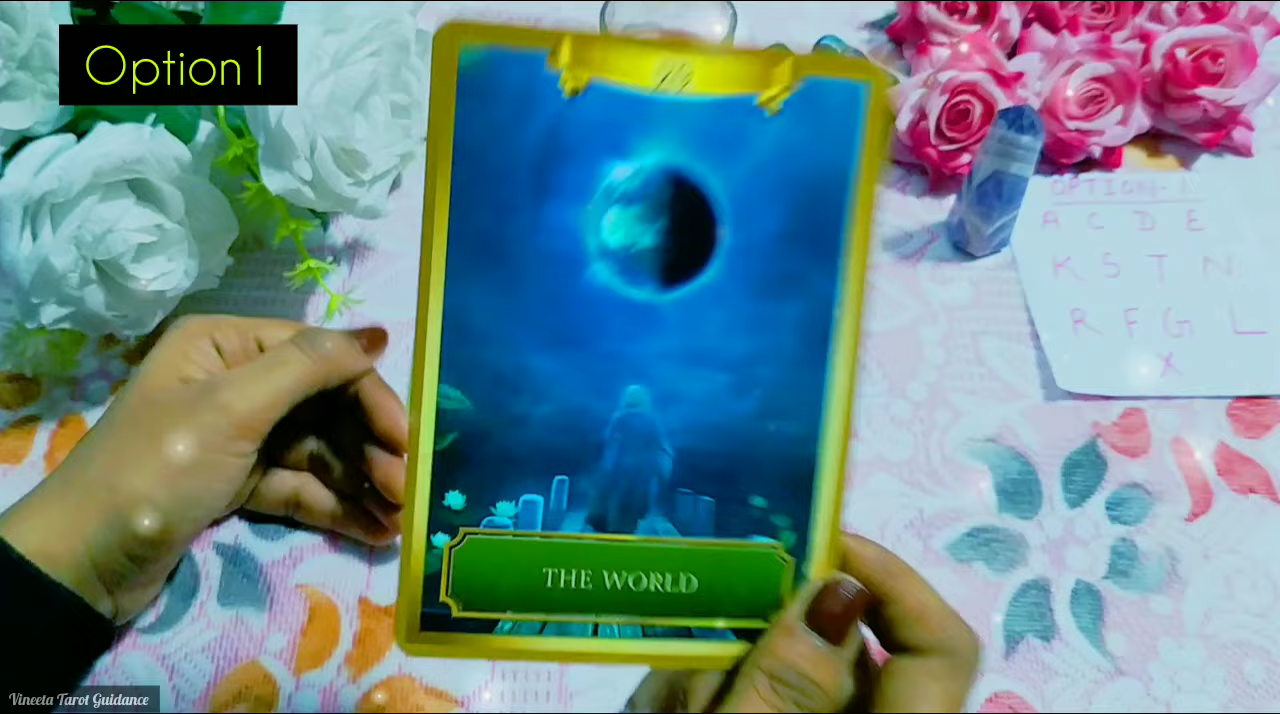 Option 1
OPTION-1
A C D E
K S T N
R F G L
X
THE WORLD
Vineeta Tarot Guidance